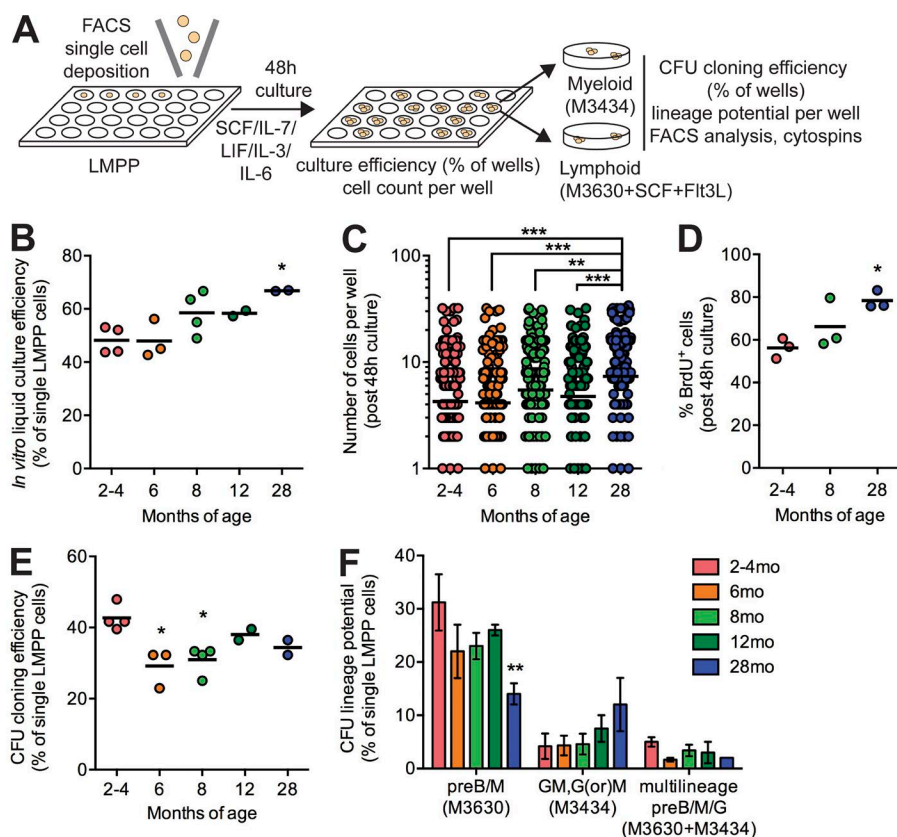 A
FACS
single cell
deposition
LMPP
48h
culture
SCF/IL-7/
LIF/IL-3/
IL-6
culture efficiency (% of wells)
cell count per well
Myeloid
(M3434)
Lymphoid
(M3630+SCF+Flt3L)
CFU cloning efficiency
(% of wells)
lineage potential per well
FACS analysis, cytospins
B
In vitro liquid culture efficiency
(% of single LMPP cells)
80
60
40
20
0
*
2-4 6 8 12 28
Months of age
C
Number of cells per well
(post 48h culture)
100
10
1
***
***
**
***
2-4 6 8 12 28
Months of age
D
% BrdU+ cells
(post 48h culture)
100
80
60
40
20
0
*
2-4 8 28
Months of age
E
CFU cloning efficiency
(% of single LMPP cells)
60
40
20
0
* *
2-4 6 8 12 28
Months of age
F
CFU lineage potential
(% of single LMPP cells)
40
30
20
10
0
**
preB/M
(M3630)
GM,G(or)M
(M3434)
multilineage
preB/M/G
(M3630+M3434)
2-4mo
6mo
8mo
12mo
28mo